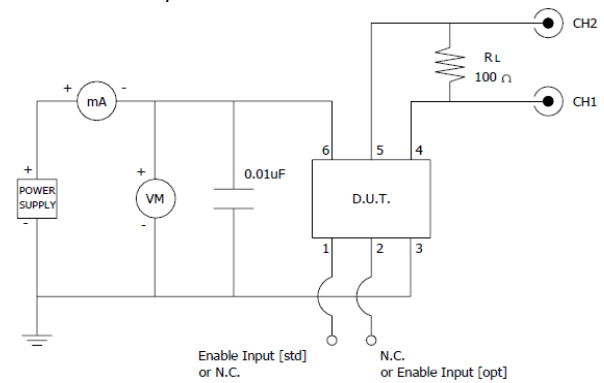 CH2
RL
100 Ω
CH1
+
-
mA
6
5
4
0.01uF
+
POWER
SUPPLY
-
+
VM
-
D.U.T.
1
2
3
Enable Input [std]
or N.C.
N.C.
or Enable Input [opt]